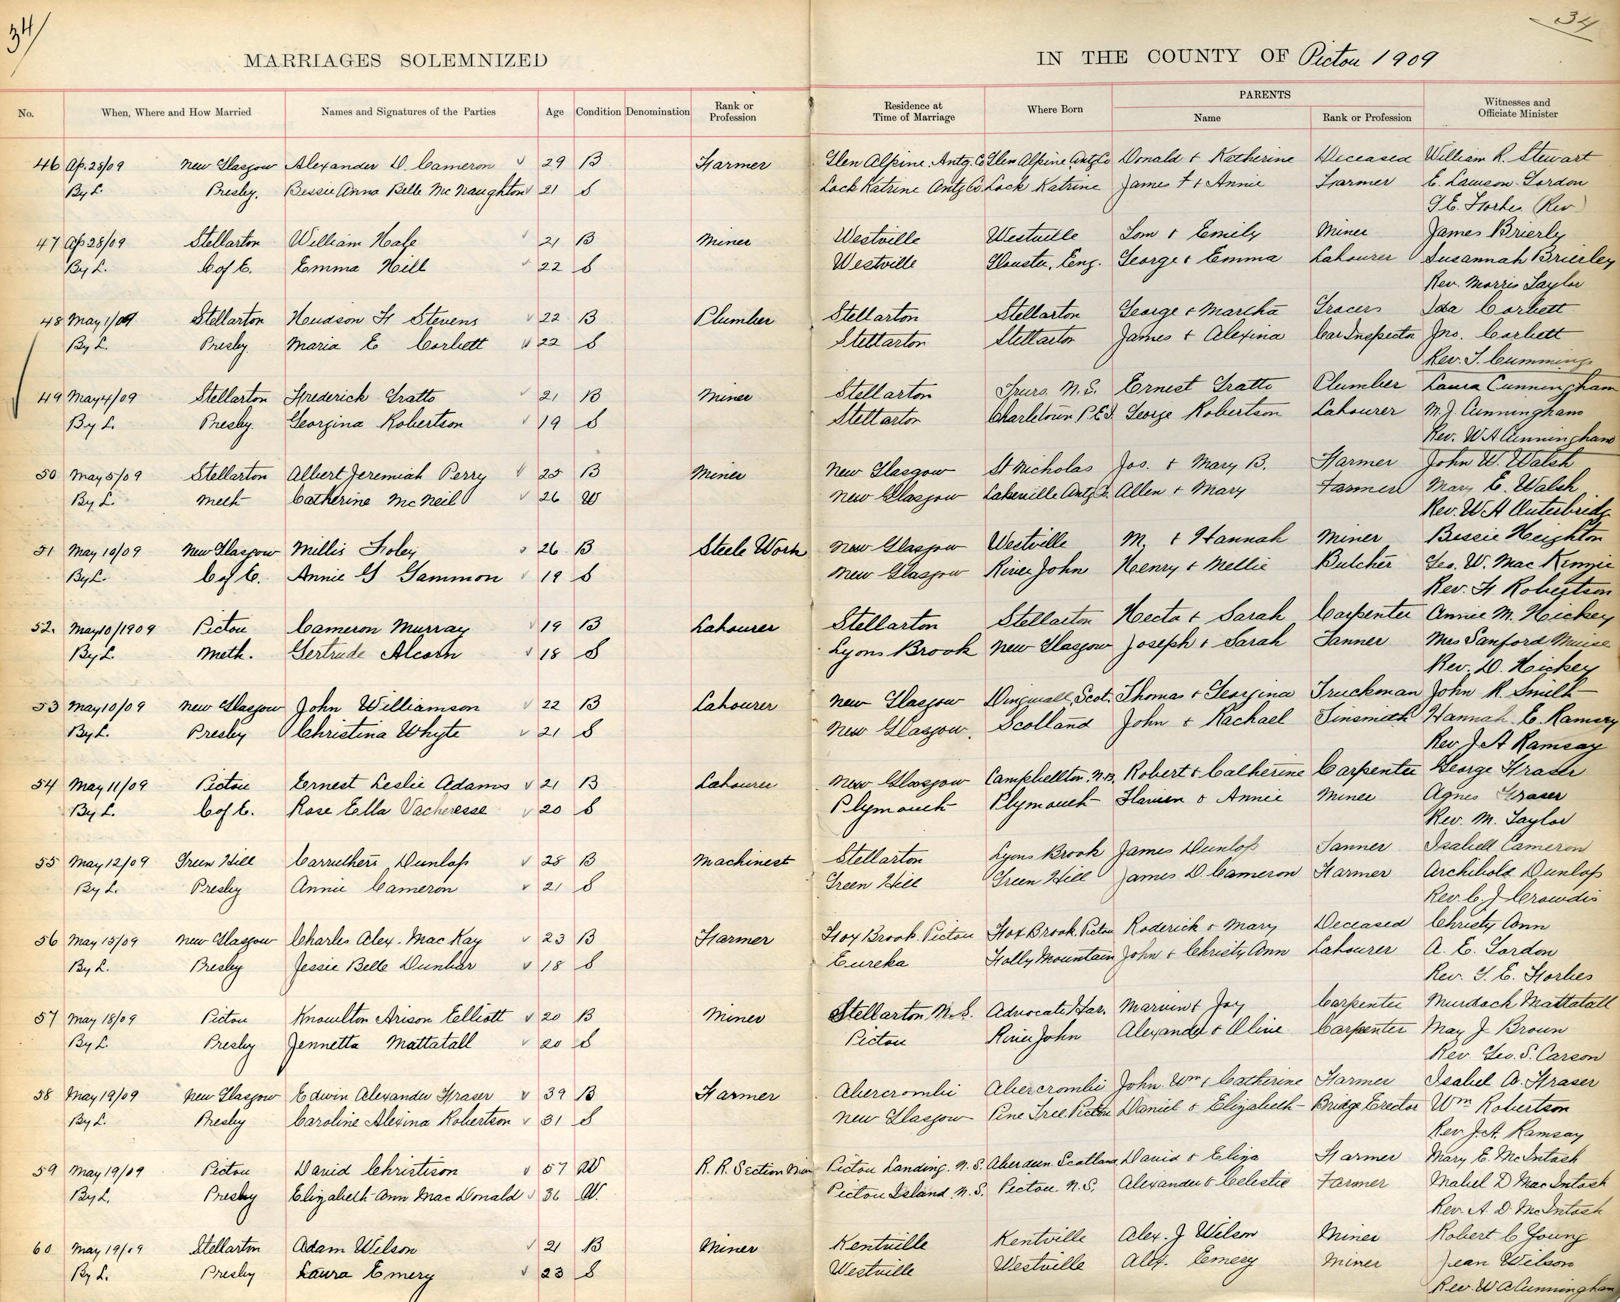 34/
34
MARRIAGES SOLEMNIZED IN THE COUNTY OF Pictou 1909
No. When, Where and How Married Names and Signatures of the Parties Age Condition Denomination Rank or Profession Residence at Time of Marriage Where Born PARENTS Name Rank or Profession Witnesses and Officiate Minister
46 Ap. 28/09 New Glasgow Alexander D Cameron 29 B Farmer Glen Alpine, Antg. Co Glen Alpine Antg Co Donald & Katherine Deceased William R. Stewart
By L. Presby. Bessie Anna Belle McNaughton 21 S Lock Katrine Antg Co Lock Katrine James F & Annie Farmer E. Lawson Gordon
G. E. Forbes (Rev)
47 Ap 28/09 Stellarton William Hale 21 B Miner Westville Westville Tom & Emily Miner James Brierly
By L. C of E. Emma Hill 22 S Westville Eng. George & Emma Labourer Susannah Brierley
Rev. Morris Taylor
48 May 1/09 Stellarton Hudson H Stevens 22 B Plumber Stellarton Stellarton George & Martha Grocers Ida Corbett
By L. Presby Maria E Corbett 22 S Stellarton Stellarton James & Alexina Car Inspector Jno. Corbett
Rev. T. Cummings
49 May 4/09 Stellarton Frederick Gratto 21 B Miner Stellarton Truro N.S. Ernest Gratto Plumber Laura Cunningham
By L. Presby. Georgina Robertson 19 S Stellarton Charletown P.E.I. George Robertson Labourer M. J. Cunningham
Rev. W A Cunningham
50 May 5/09 Stellarton Albert Jeremiah Perry 25 B Miner New Glasgow St Nicholas Jos. & Mary B. Farmer John W. Walsh
By L. Meth Catherine McNeil 26 W New Glasgow Lakeville Antg Co. Allen & Mary Farmer Mary E. Walsh
Rev. W H Outerbridge
51 May 10/09 New Glasgow Millis Foley 26 B Steele Work New Glasgow Westville M. & Hannah Miner Bessie Heighton
By L. C of E. Annie G Gammon 19 S New Glasgow River John Henry & Nellie Butcher Geo. W. MacKinnie
Rev. H Robertson
52. May 10/1909 Pictou Cameron Murray 19 B Labourer Stellarton Stellarton Hector & Sarah Carpenter Annie M. Hickey
By L. Meth. Gertrude Alcorn 18 S Lyons Brook New Glasgow Joseph & Sarah Tanner Mrs Sanford
Rev. D. Hickey
53 May 10/09 New Glasgow John Williamson 22 B Labourer New Glasgow Dingwall, Scot. Thomas & Georgina Truckman John R. Smith
By L. Presby Christina Whyte 21 S New Glasgow. Scotland John & Rachael Tinsmith Hannah E. Ramsey
Rev J A Ramsay
54 May 11/09 Pictou Ernest Leslie Adams 21 B Labourer New Glasgow Campbellton. N.B. Robert & Catherine Carpenter George Fraser
By L. C of E. Rose Ella Vacheresse 20 S Plymouth Plymouth & Annie Miner Agnes Fraser
Rev. M. Taylor
55 May 12/09 Green Hill Carruthers Dunlop 28 B Machinest Stellarton Lyons Brook James Dunlop Tanner Isabell Cameron
By L. Presby Annie Cameron 21 S Green Hill Green Hill James D Cameron Farmer Archibald Dunlop
Rev. C J Crowdis
56 May 13/09 New Glasgow Charles Alex. MacKay 23 B Farmer Fox Brook Pictou Fox Brook, Pictou Roderick & Mary Deceased Christy Ann
By L. Presby Jessie Belle Dunbar 18 S Eureka Folly Mountain John & Christy Ann Labourer A. E. Gordon
Rev. G. E. Forbes
57 May 18/09 Pictou Knowlton Arison Elliott 20 B Miner Stellarton, N.S. Advocate Har. Marvin & Joy Carpenter Murdock Mattatall
By L. Presby Jennetta Mattatall 20 S Pictou River John Alexander & Olive Carpenter May J Brown
Rev. Geo. S. Carson
58 May 19/09 New Glasgow Edwin Alexander Fraser 39 B Farmer Abercrombie Abercrombie John Wm & Catherine Farmer Isabel A. Fraser
By L. Presby Caroline Alexina Robertson 31 S New Glasgow Pine Tree Pictou Daniel & Elizabeth Bridge Erector Wm Robertson
Rev J. A. Ramsay
59 May 19/09 Pictou David Christison 57 W R. R. Section Man Pictou Landing. N.S. Aberdeen Scotland David & Eliza Farmer Mary E. McIntosh
By L. Presby Elizabeth Ann MacDonald 36 W. Pictou Island. N.S. Pictou. N.S. Alexander & Celestie Farmer Mabel D MacIntosh
Rev. A. D. McIntosh
60 May 19/09 Stellarton Adam Wilson 21 B Miner Kentville Kentville Alex. J Wilson Miner Robert C Young
By L. Presby Laura Emery 23 S Westville Westville Alex. Emery Miner Jean Wilson
Rev. W A Cunningham